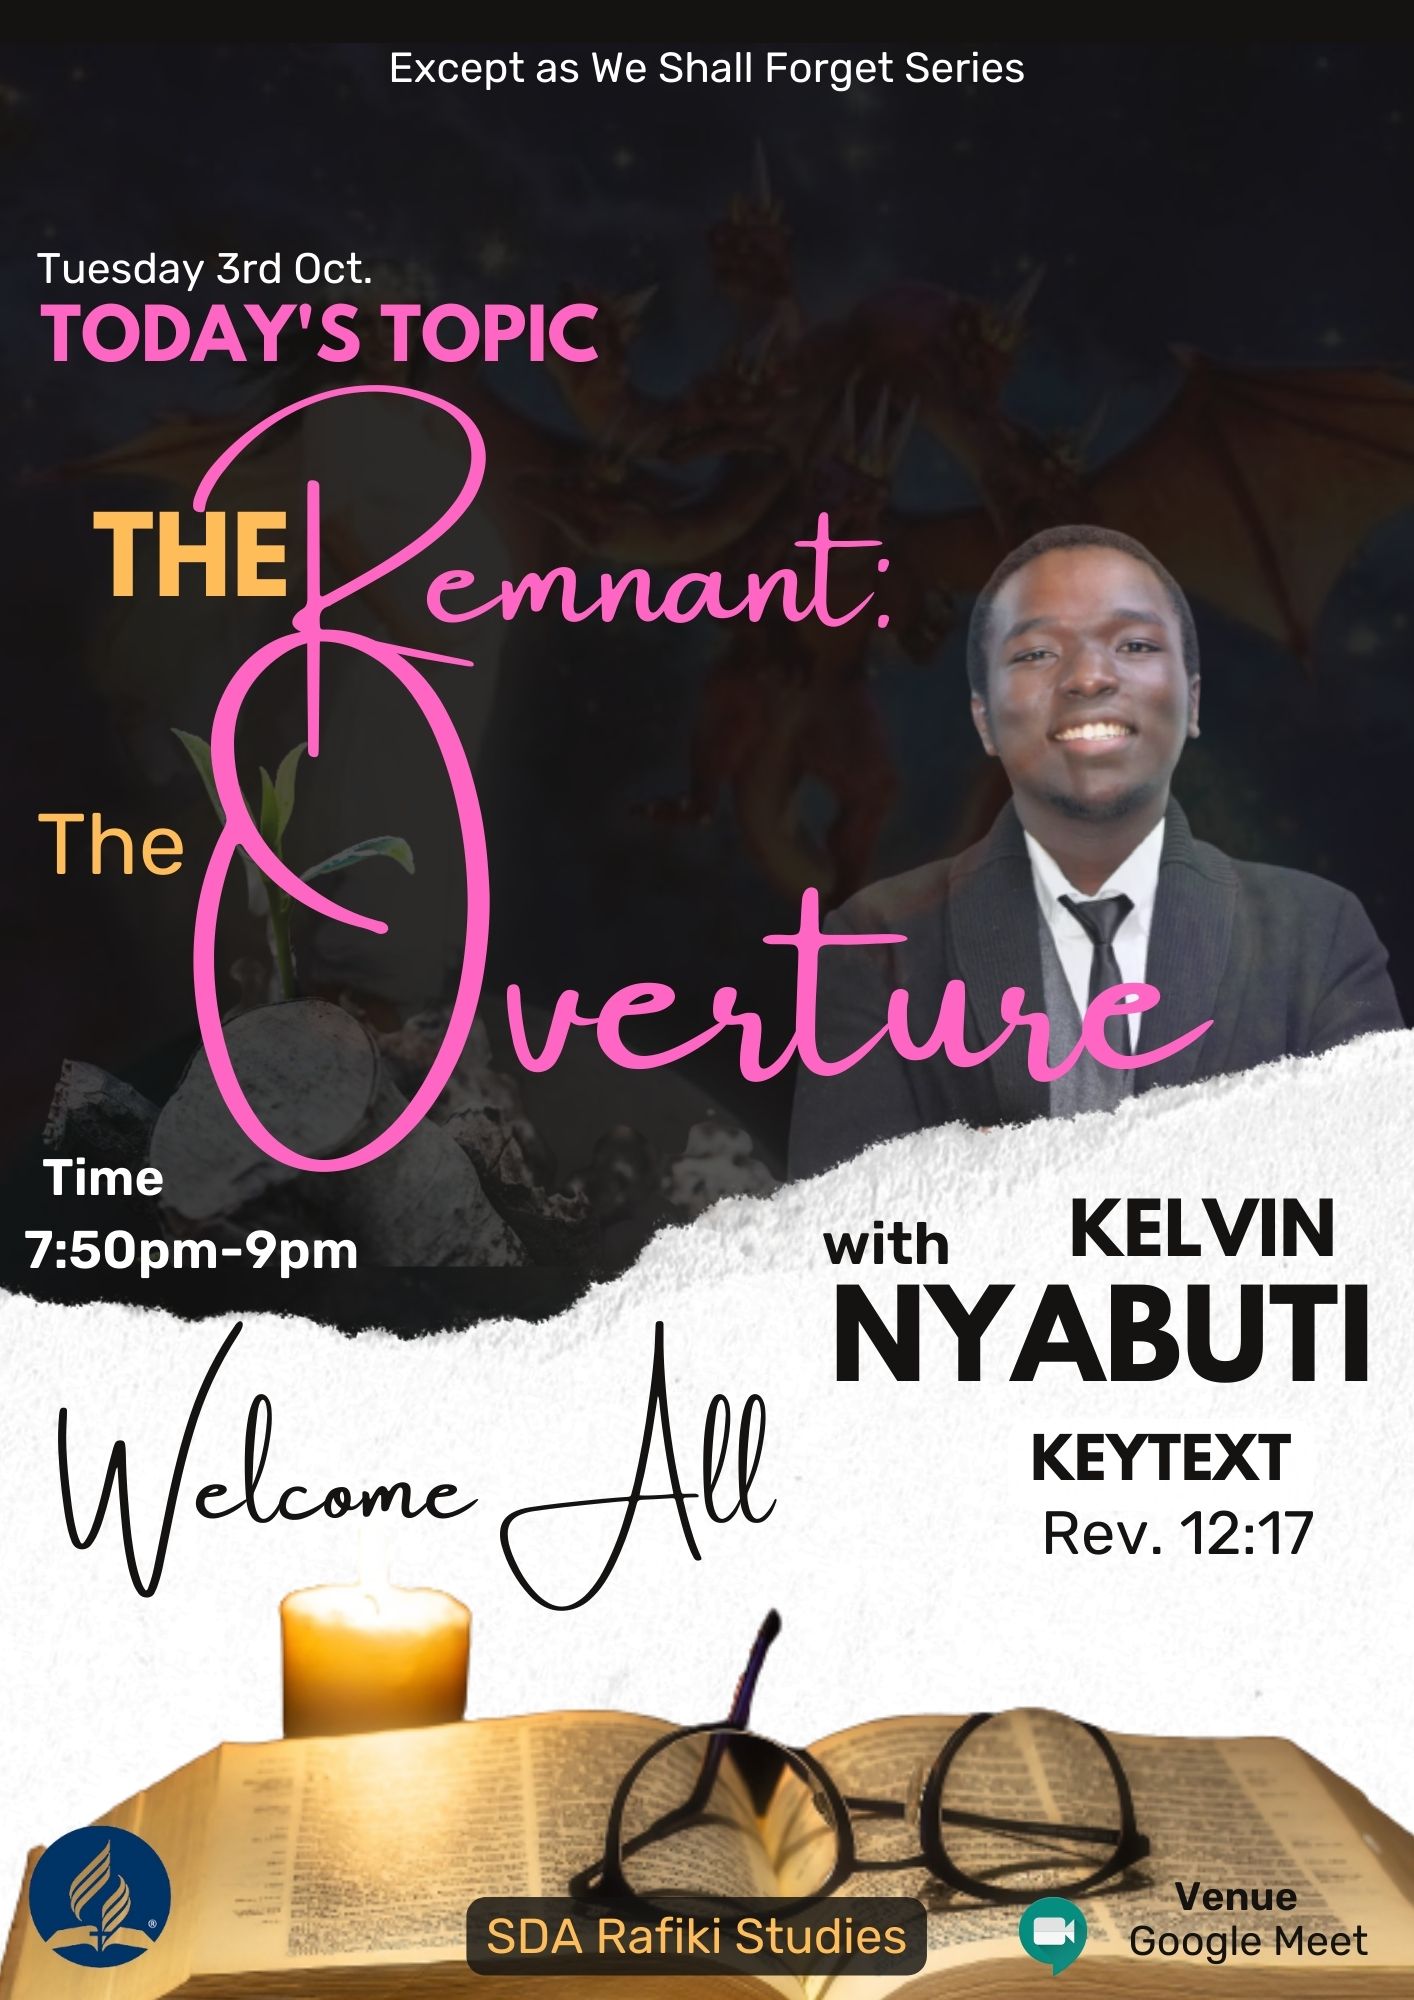 Except as We Shall Forget Series
Tuesday 3rd Oct.
TODAY'S TOPIC
THE Remnant:
The Overture
Time
7:50pm-9pm
with KELVIN
NYABUTI
Welcome All
KEYTEXT
Rev. 12:17
®
SDA Rafiki Studies
Venue
Google Meet